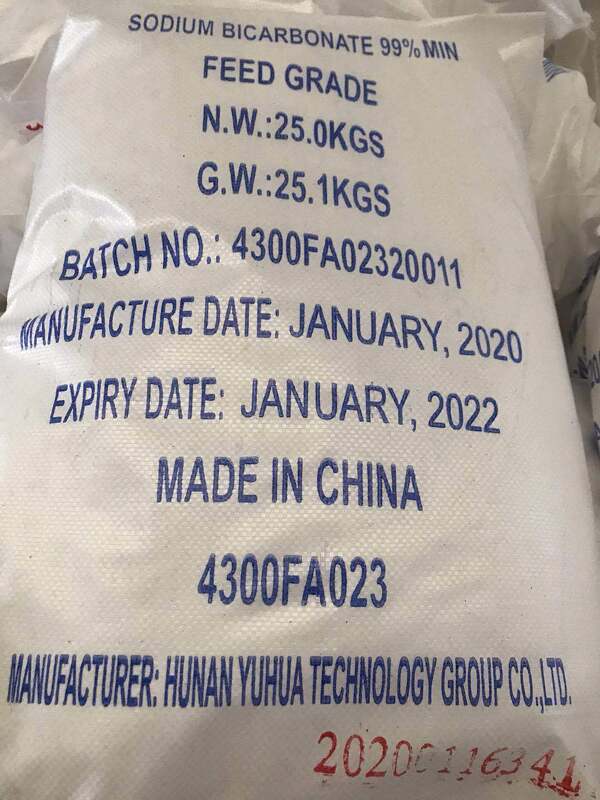 SODIUM BICARBONATE 99%MIN
FEED GRADE
N.W.:25.0KGS
G.W.:25.1KGS
BATCH NO.: 4300FA02320011
MANUFACTURE DATE: JANUARY, 2020
EXPIRY DATE: JANUARY, 2022
MADE IN CHINA
4300FA023
MANUFACTURER: HUNAN YUHUA TECHNOLOGY GROUP CO.,LTD.
20200116341